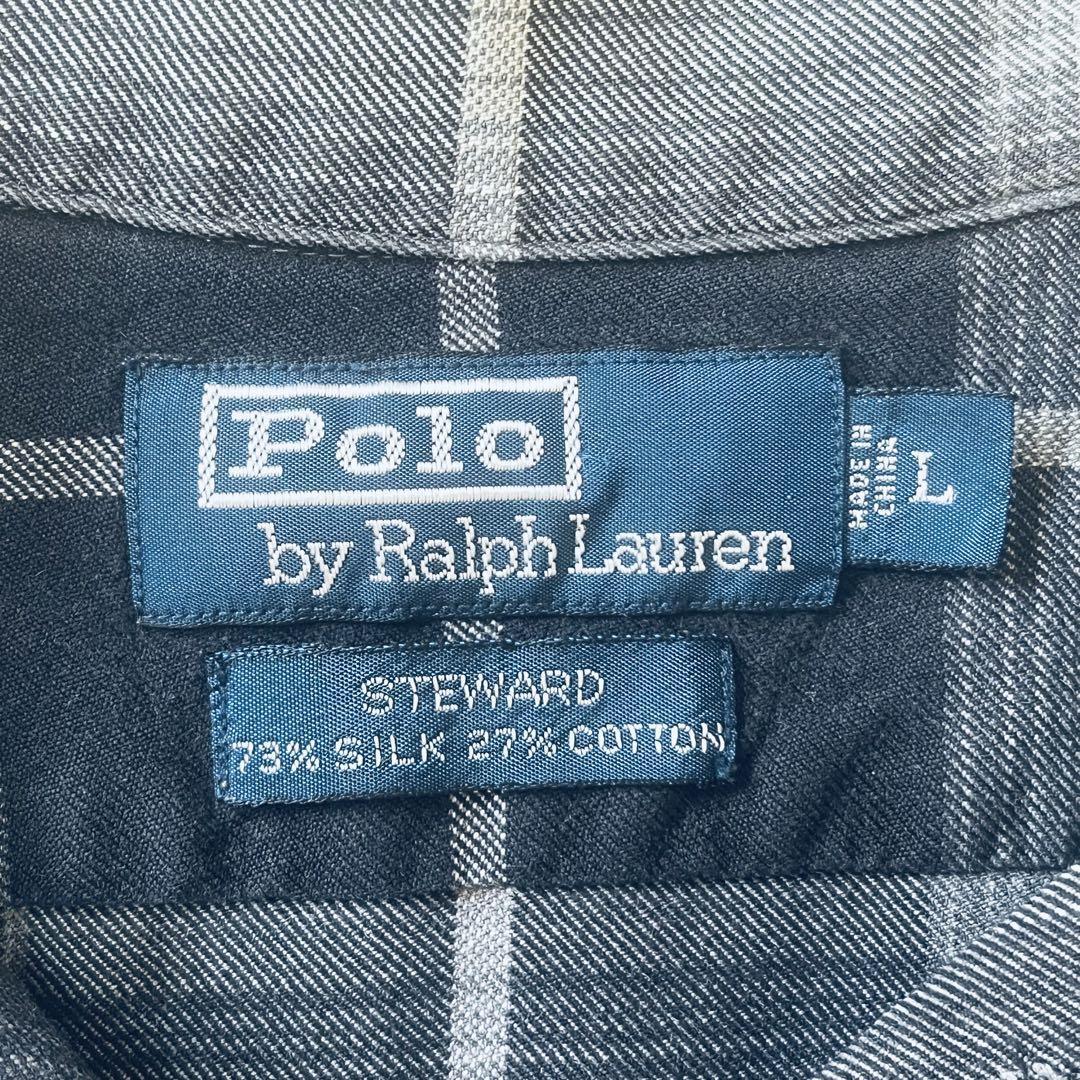 Polo
by Ralph Lauren
MADE IN
CHINA
L
STEWARD
73% SILK 27% COTTON